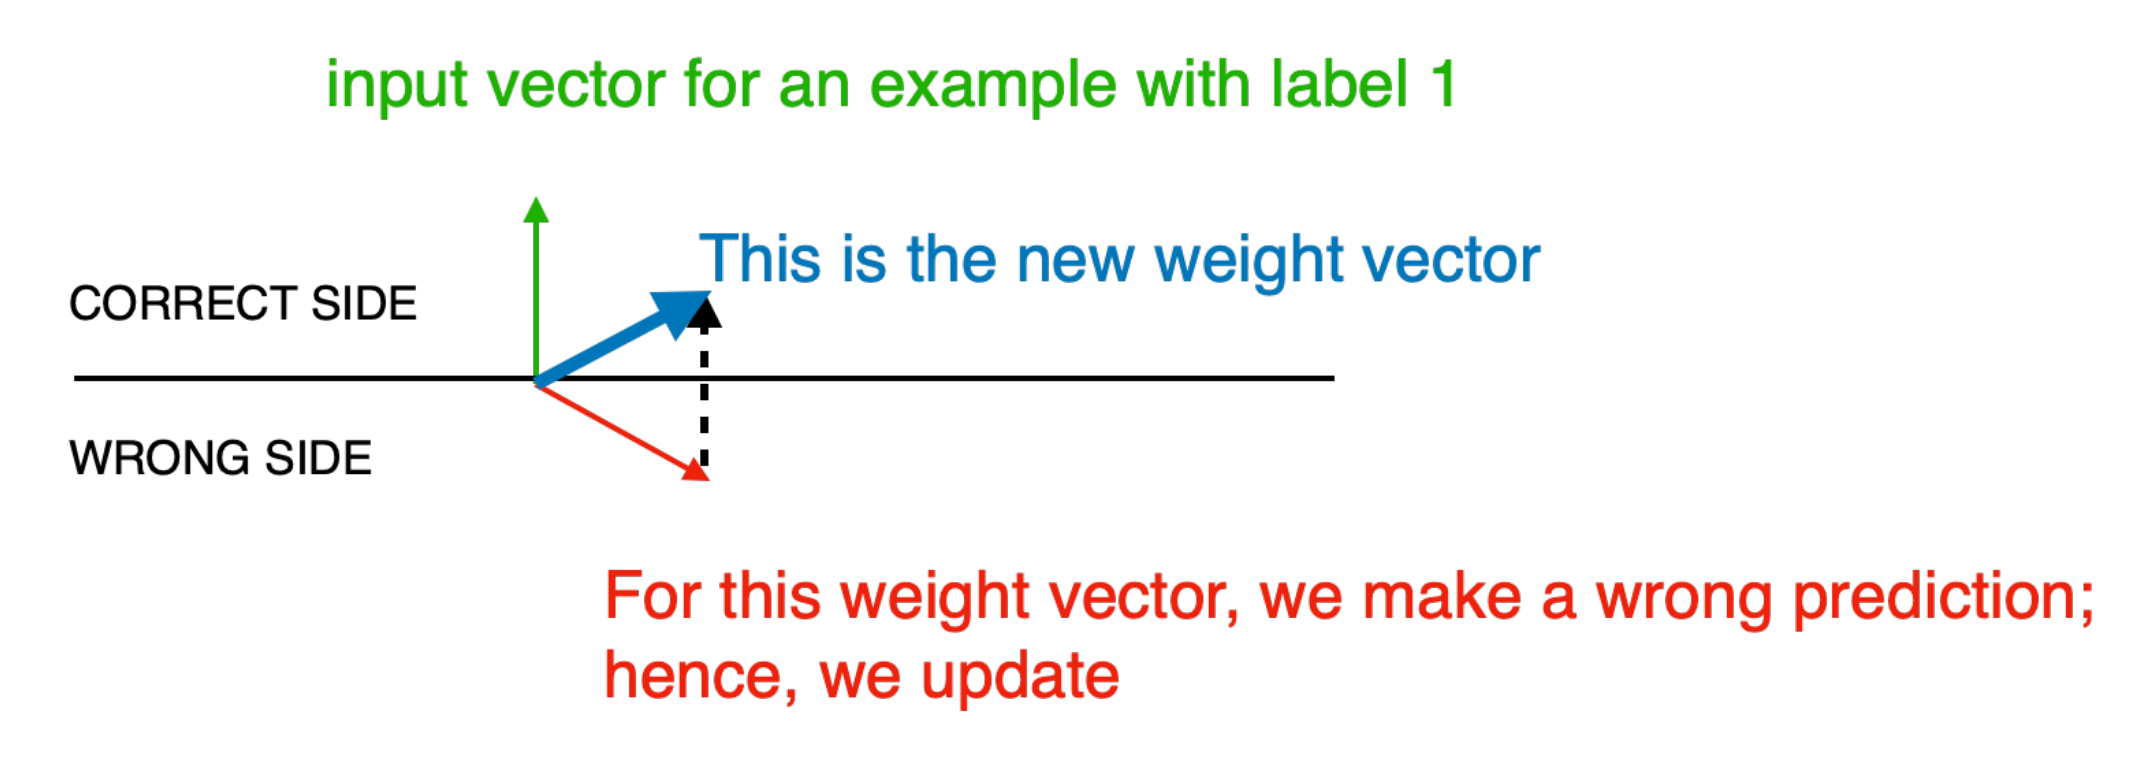 input vector for an example with label 1
This is the new weight vector
CORRECT SIDE
WRONG SIDE
For this weight vector, we make a wrong prediction;
hence, we update